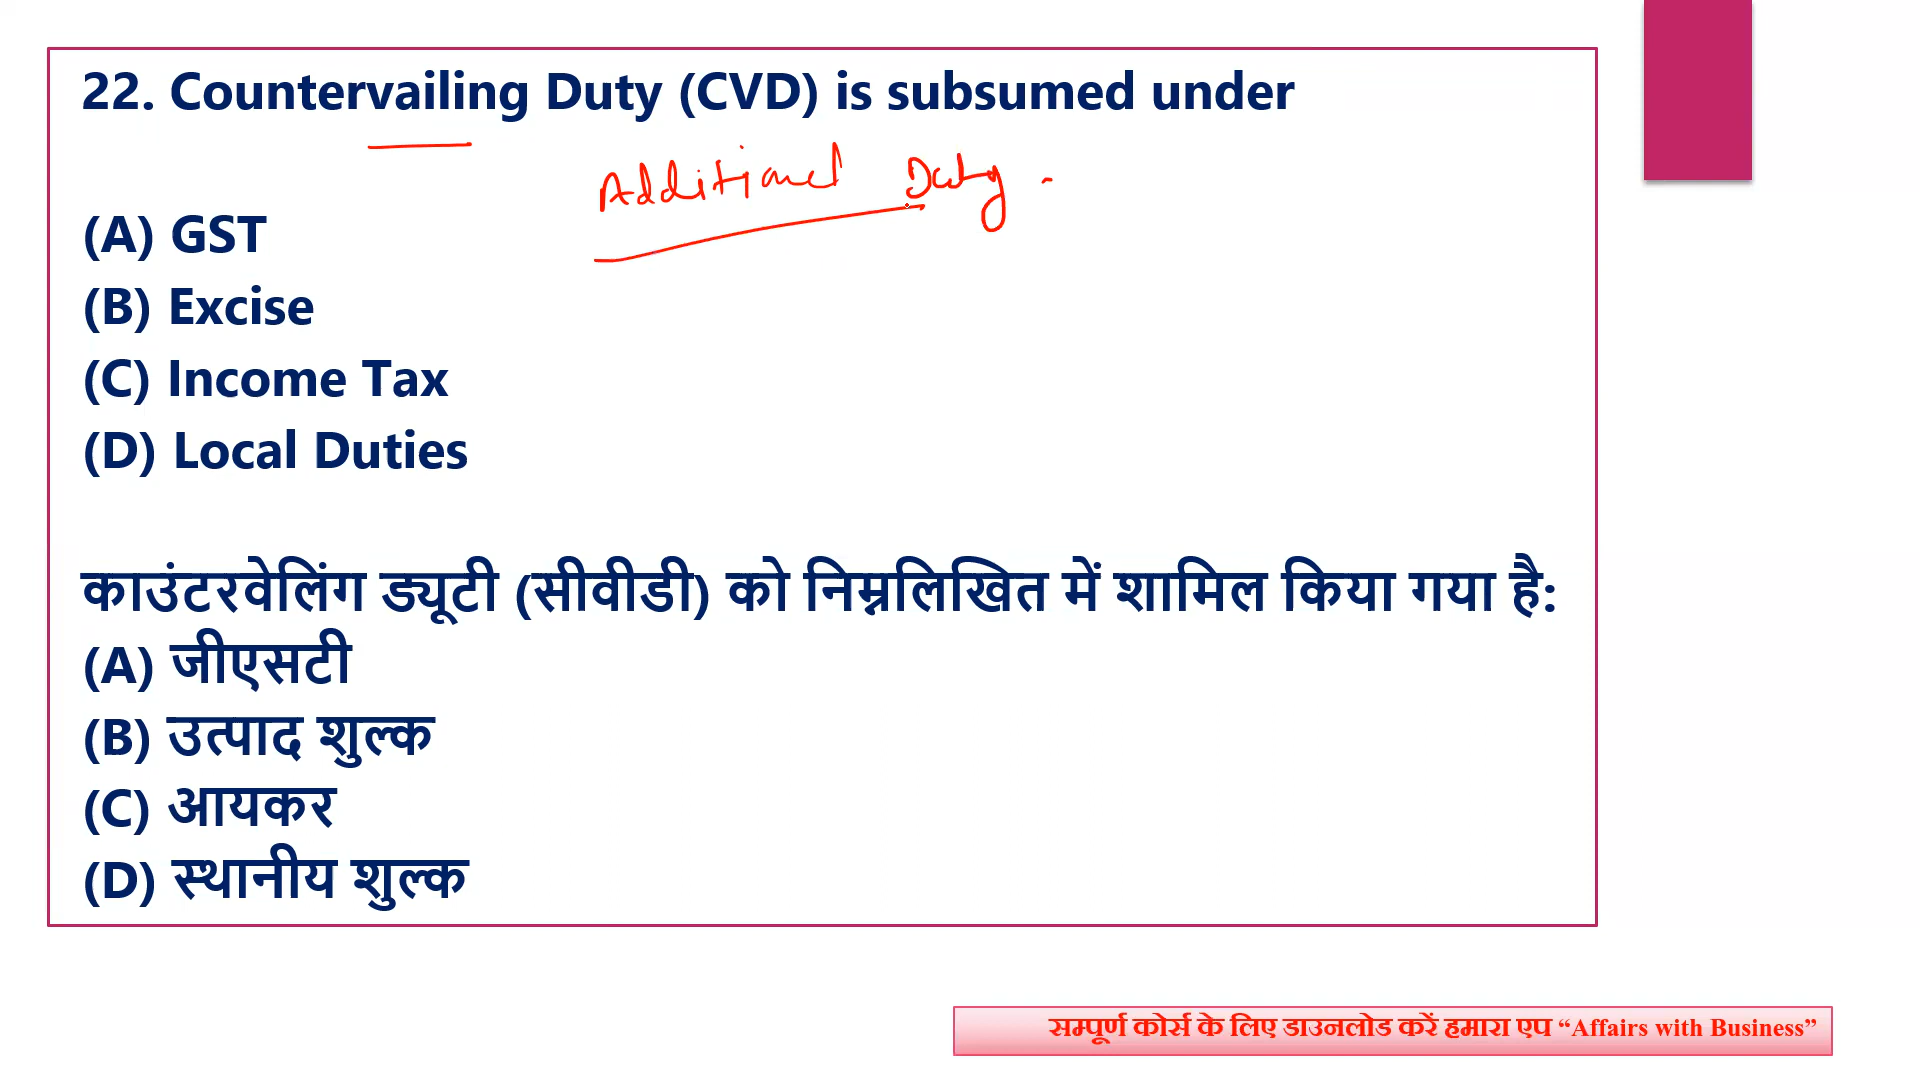 22. Countervailing Duty (CVD) is subsumed under
Additional Duty.
(A) GST
(B) Excise
(C) Income Tax
(D) Local Duties
काउंटरवेलिंग ड्यूटी (सीवीडी) को निम्नलिखित में शामिल किया गया है:
(A) जीएसटी
(B) उत्पाद शुल्क
(C) आयकर
(D) स्थानीय शुल्क
सम्पूर्ण कोर्स के लिए डाउनलोड करें हमारा एप “Affairs with Business”